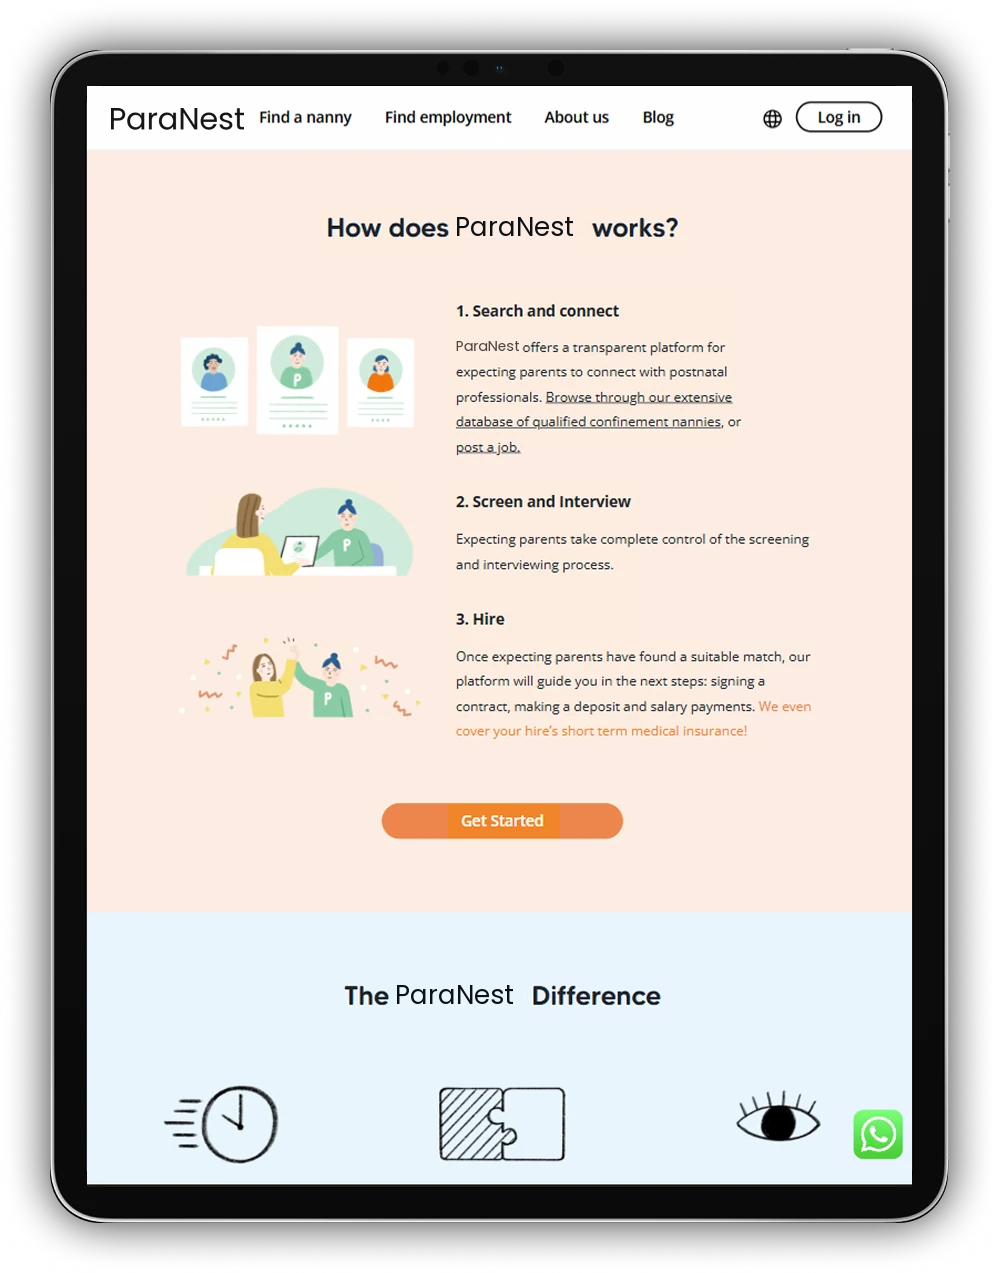 ParaNest Find a nanny Find employment About us Blog Log in
How does ParaNest works?
1. Search and connect
ParaNest offers a transparent platform for
expecting parents to connect with postnatal
professionals. Browse through our extensive
database of qualified confinement nannies, or
post a job.
P
2. Screen and Interview
Expecting parents take complete control of the screening
and interviewing process.
P
3. Hire
Once expecting parents have found a suitable match, our
platform will guide you in the next steps: signing a
contract, making a deposit and salary payments. We even
cover your hire’s short term medical insurance!
P
Get Started
The ParaNest Difference